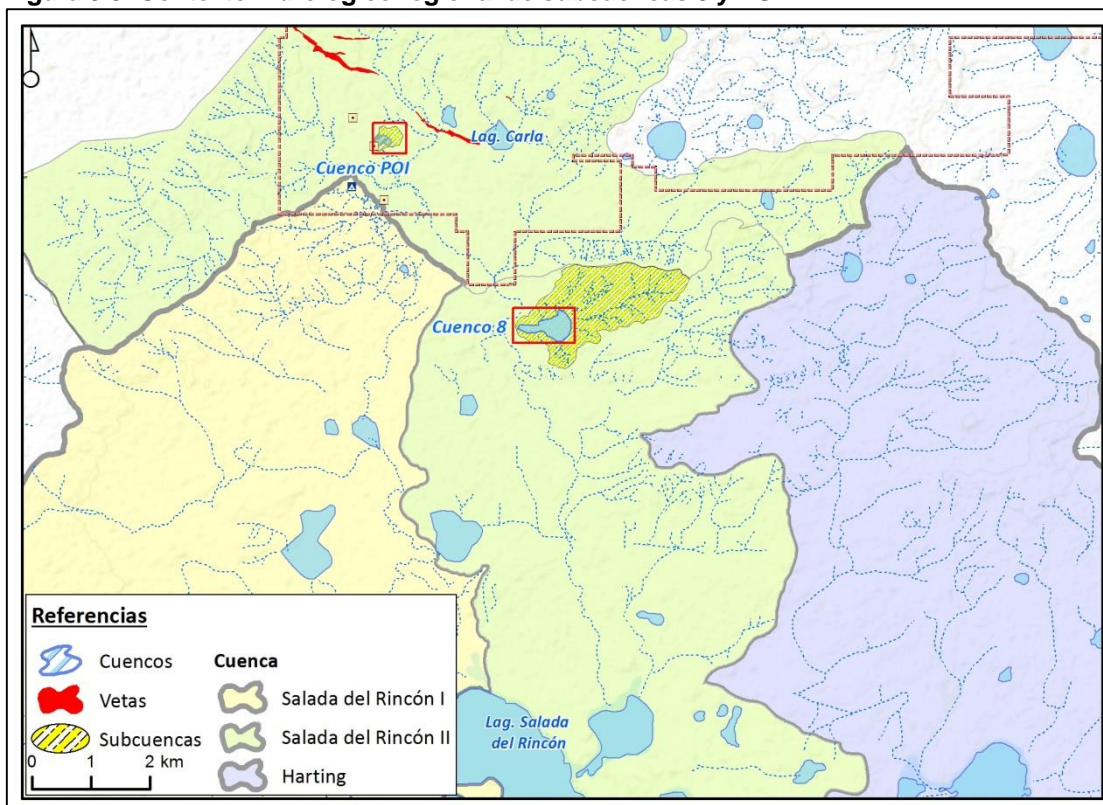 Lag. Carla
Cuenco POI
Cuenco 8
Lag. Salada
del Rincón
Referencias
Cuencos
Vetas
Subcuencas
0 1 2 km
Cuenca
Salada del Rincón I
Salada del Rincón II
Harting